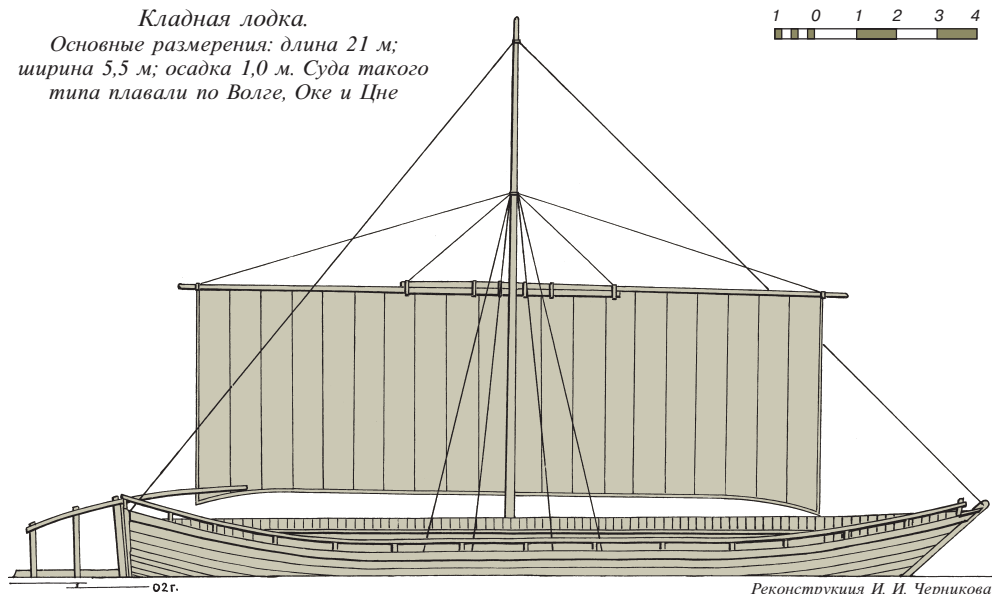 Кладная лодка.
Основные размерения: длина 21 м;
ширина 5,5 м; осадка 1,0 м. Суда такого
типа плавали по Волге, Оке и Цне
1 0 1 2 3 4
02г.
Реконструкция И. И. Черникова